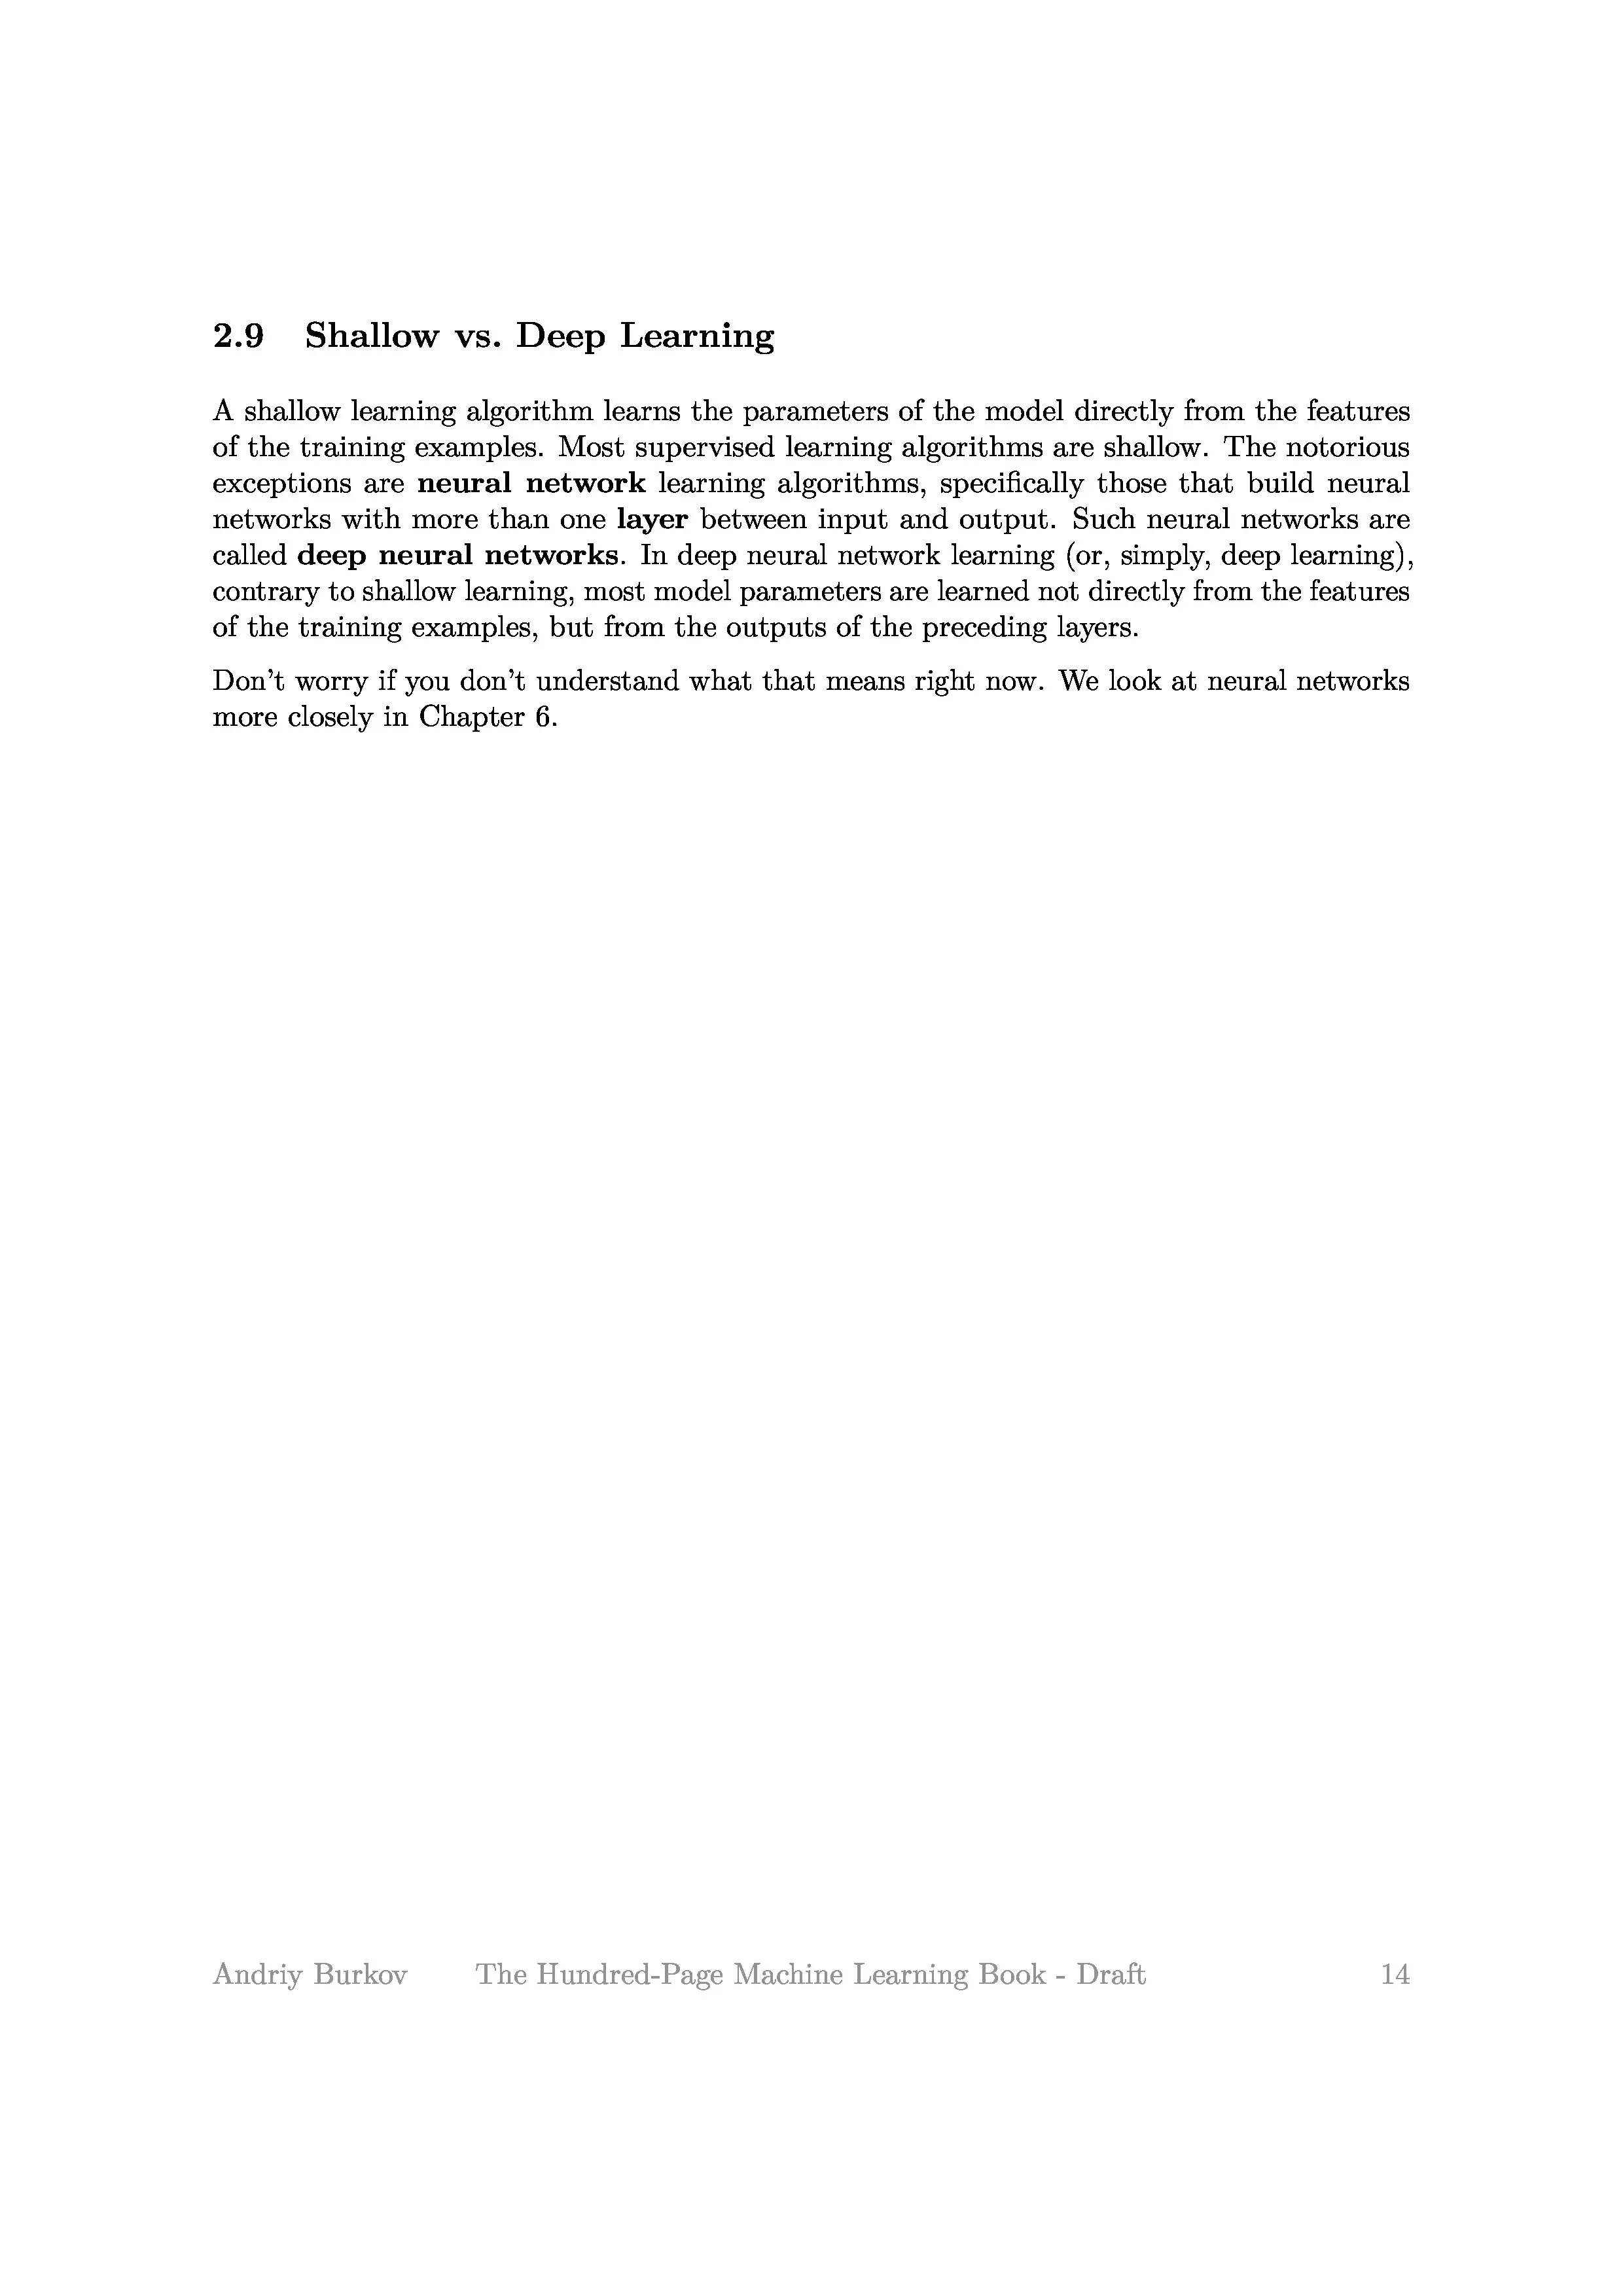 2.9 Shallow vs. Deep Learning
A shallow learning algorithm learns the parameters of the model directly from the features
of the training examples. Most supervised learning algorithms are shallow. The notorious
exceptions are neural network learning algorithms, specifically those that build neural
networks with more than one layer between input and output. Such neural networks are
called deep neural networks. In deep neural network learning (or, simply, deep learning),
contrary to shallow learning, most model parameters are learned not directly from the features
of the training examples, but from the outputs of the preceding layers.
Don't worry if you don't understand what that means right now. We look at neural networks
more closely in Chapter 6.
Andriy Burkov The Hundred-Page Machine Learning Book - Draft 14